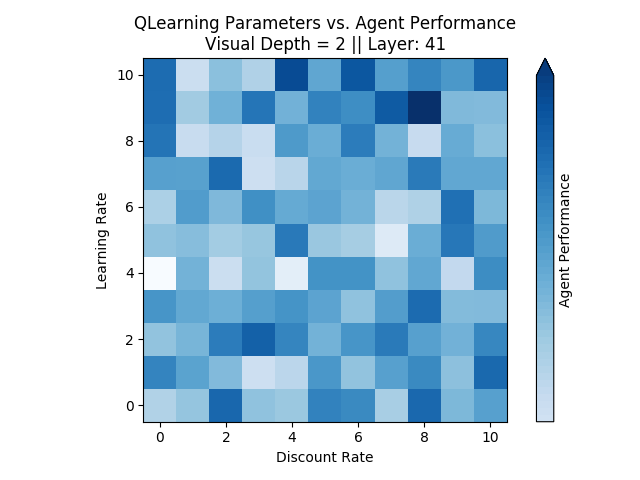 QLearning Parameters vs. Agent Performance
Visual Depth = 2 || Layer: 41
10
8
6
4
2
0
Learning Rate
0 2 4 6 8 10
Discount Rate
Agent Performance